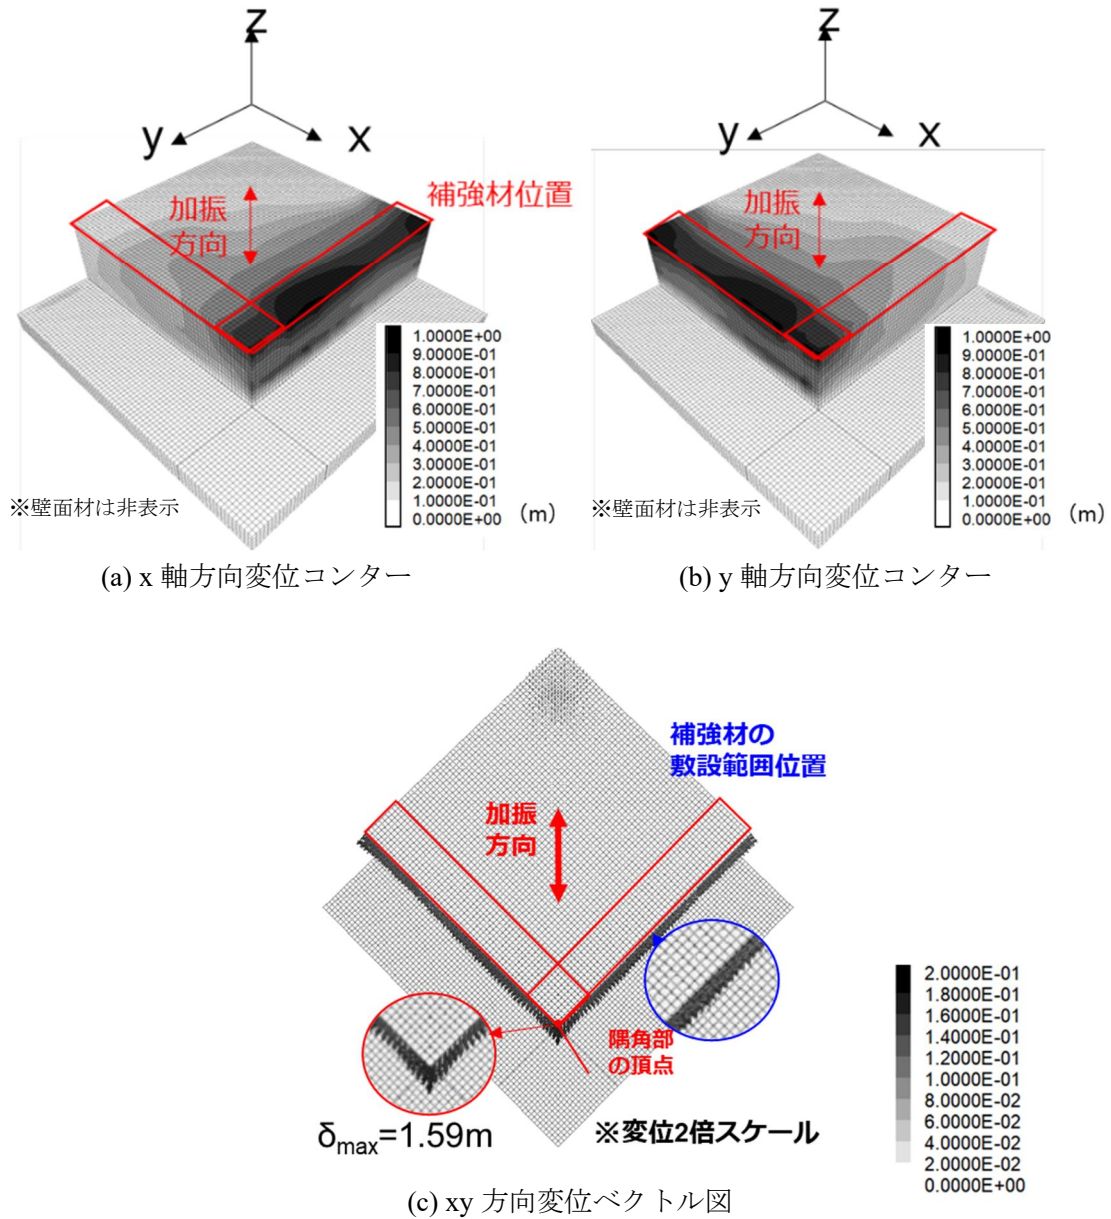 z
y
x
加振
方向
補強材位置
1.0000E+00
9.0000E-01
8.0000E-01
7.0000E-01
6.0000E-01
5.0000E-01
4.0000E-01
3.0000E-01
2.0000E-01
1.0000E-01
0.0000E+00
(m)
※壁面材は非表示
(a) x 軸方向変位コンター
z
y
x
加振
方向
1.0000E+00
9.0000E-01
8.0000E-01
7.0000E-01
6.0000E-01
5.0000E-01
4.0000E-01
3.0000E-01
2.0000E-01
1.0000E-01
0.0000E+00
(m)
※壁面材は非表示
(b) y 軸方向変位コンター
補強材の
敷設範囲位置
加振
方向
隅角部
の頂点
δmax=1.59m
※変位2倍スケール
2.0000E-01
1.8000E-01
1.6000E-01
1.4000E-01
1.2000E-01
1.0000E-01
8.0000E-02
6.0000E-02
4.0000E-02
2.0000E-02
0.0000E+00
(c) xy 方向変位ベクトル図